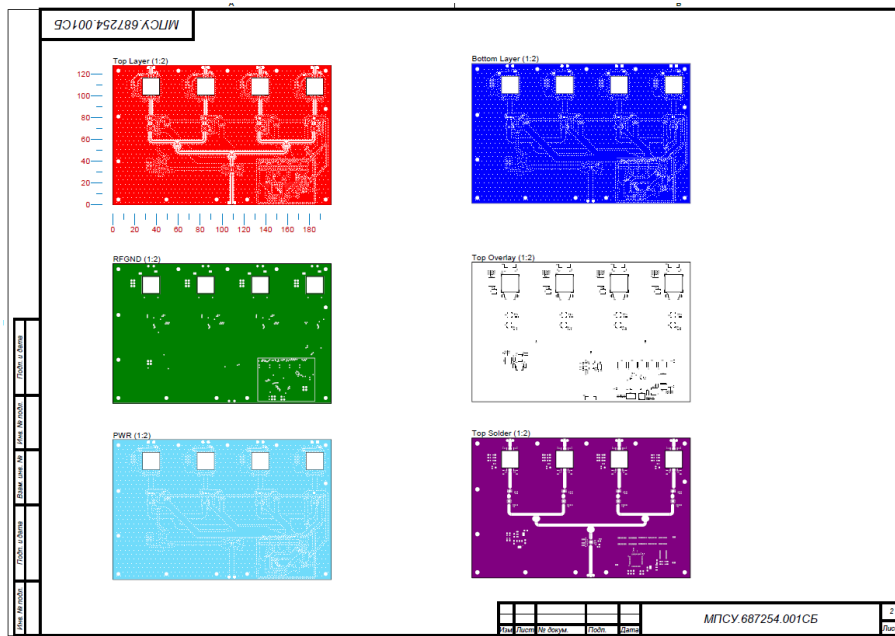 A
B
МПСУ.687254.001СБ
Top Layer (1:2)
120
100
80
60
40
20
0
0 20 40 60 80 100 120 140 160 180
Bottom Layer (1:2)
RFGND (1:2)
Top Overlay (1:2)
PWR (1:2)
Top Solder (1:2)
Подп. и дата
Инв. № подл.
Взам. инв. №
Подп. и дата
Инв. № подл.
Изм. Лист № докум. Подп. Дата
МПСУ.687254.001СБ
2